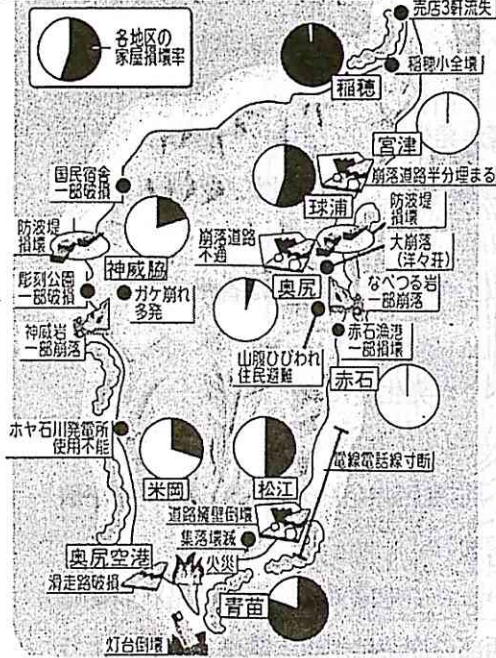 各地区の
家屋損壊率
売店3軒流失
稲穂小全壊
稲穂
宮津
崩落道路半分埋まる
球浦
国民宿舎
一部破損
防波堤
損壊
神威脇
彫刻公園
一部破損
ガケ崩れ
多発
神威岩
一部崩落
防波堤
損壊
崩落道路
不通
大崩落
(洋々荘)
奥尻
なべつる岩
一部崩落
赤石漁港
一部損壊
山腹ひびわれ
住民避難
赤石
ホヤ石川発電所
使用不能
米岡
松江
電線電話線寸断
道路擁壁倒壊
集落壊滅
奥尻空港
火災
滑走路破損
青苗
灯台倒壊